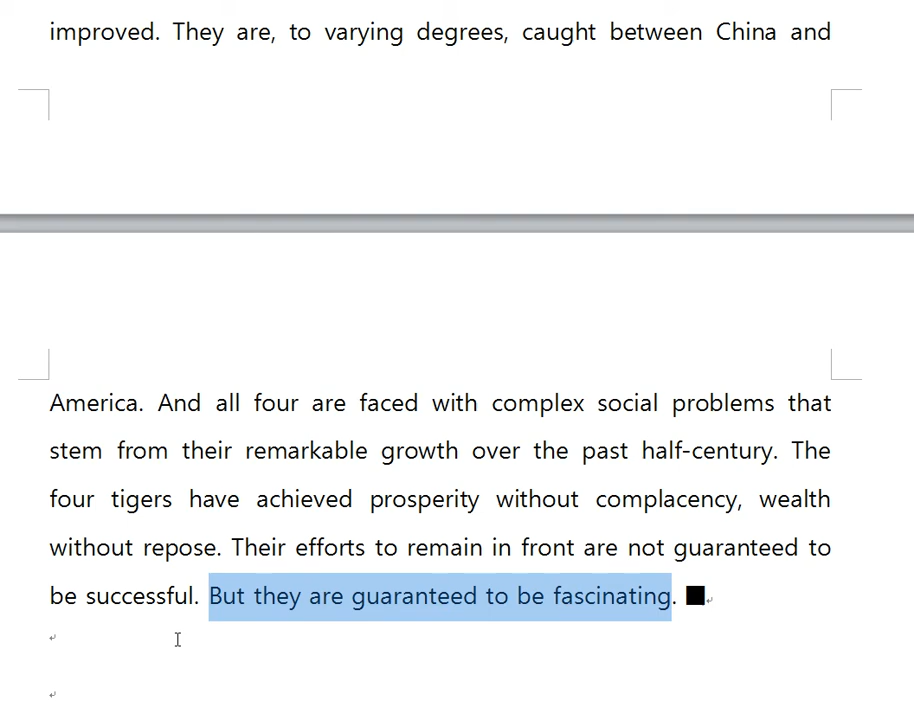 improved. They are, to varying degrees, caught between China and
America. And all four are faced with complex social problems that
stem from their remarkable growth over the past half-century. The
four tigers have achieved prosperity without complacency, wealth
without repose. Their efforts to remain in front are not guaranteed to
be successful. But they are guaranteed to be fascinating. ■